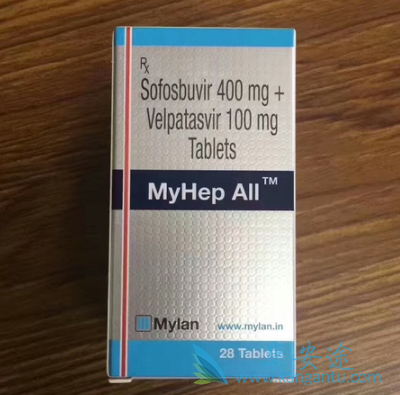 Rx
Sofosbuvir 400 mg +
Velpatasvir 100 mg
Tablets
MyHep All™
Mylan
www.mylan.in
28 Tablets